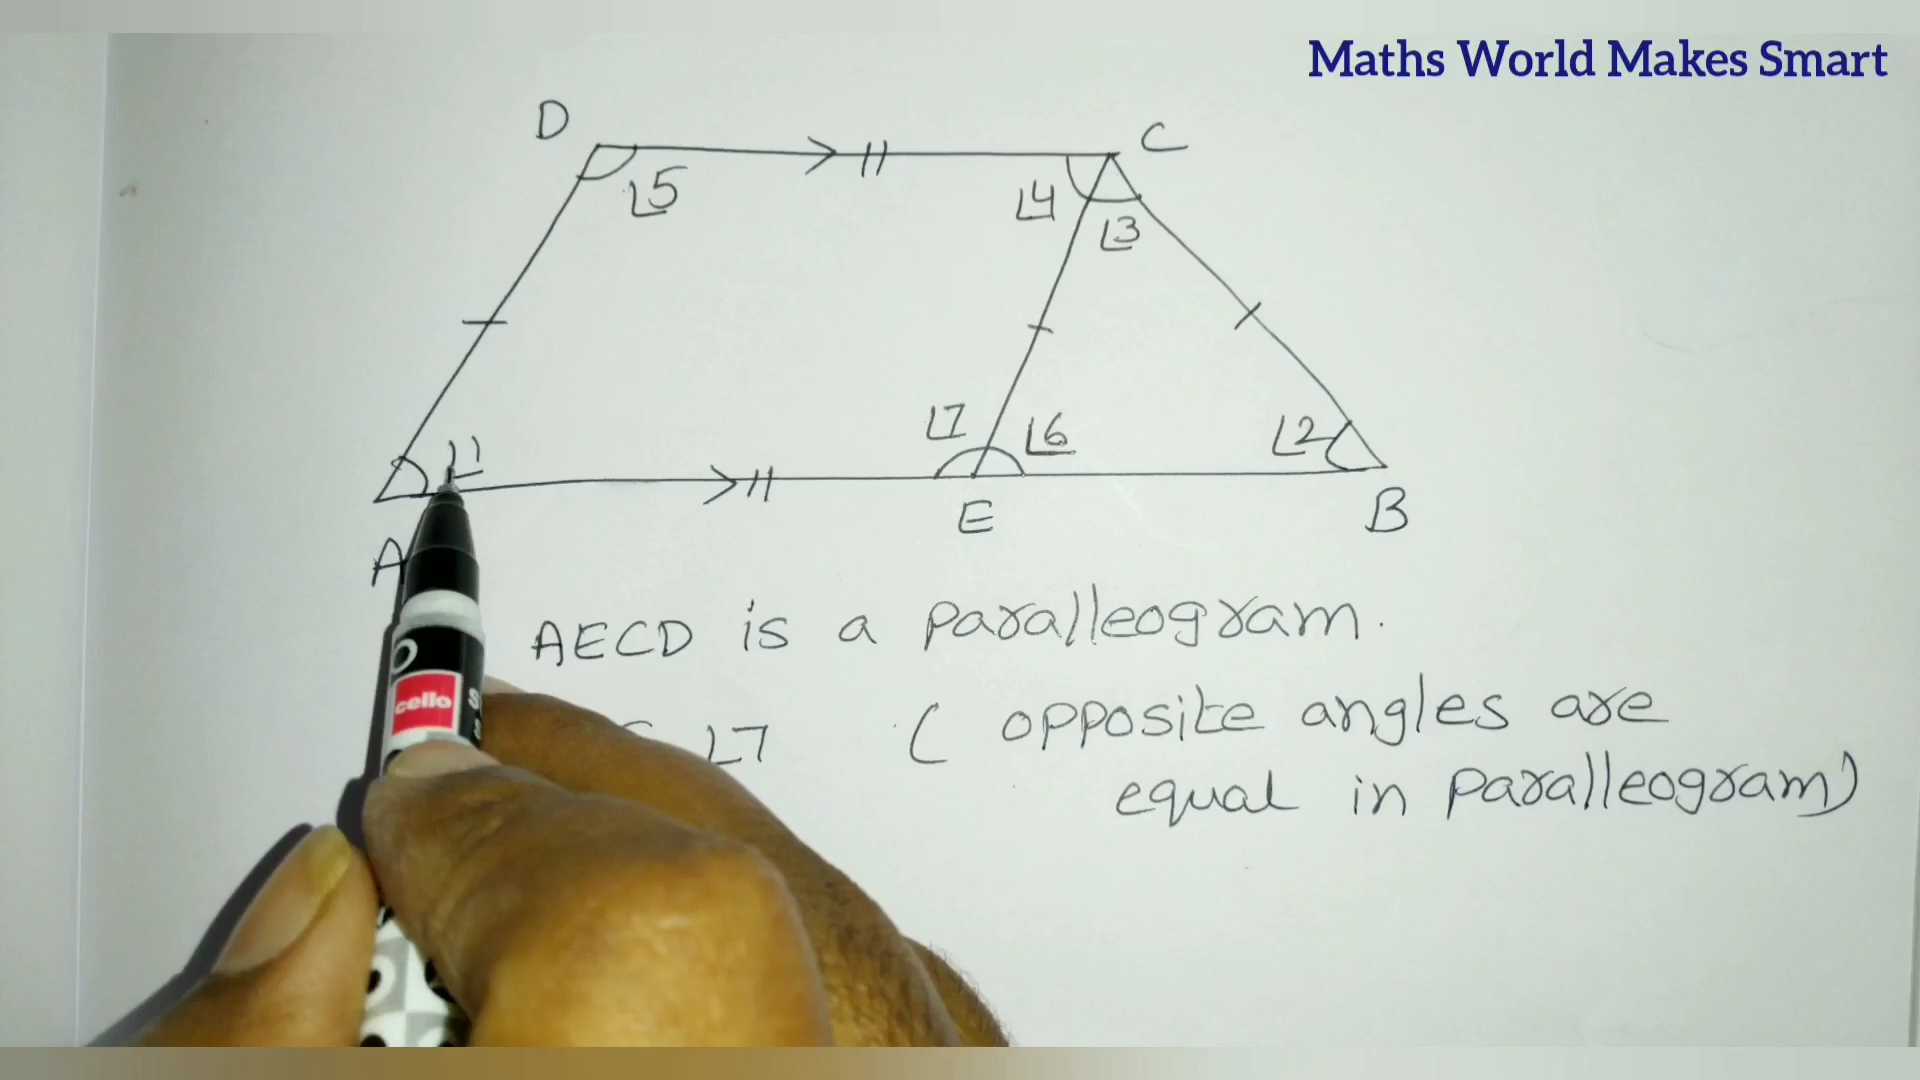 Maths World Makes Smart
D
C
∠5
∠4
∠3
∠7
∠6
∠2
∠1
E
B
A
AECD is a paralleogram.
∠7 ( opposite angles are
equal in paralleogram)
cello